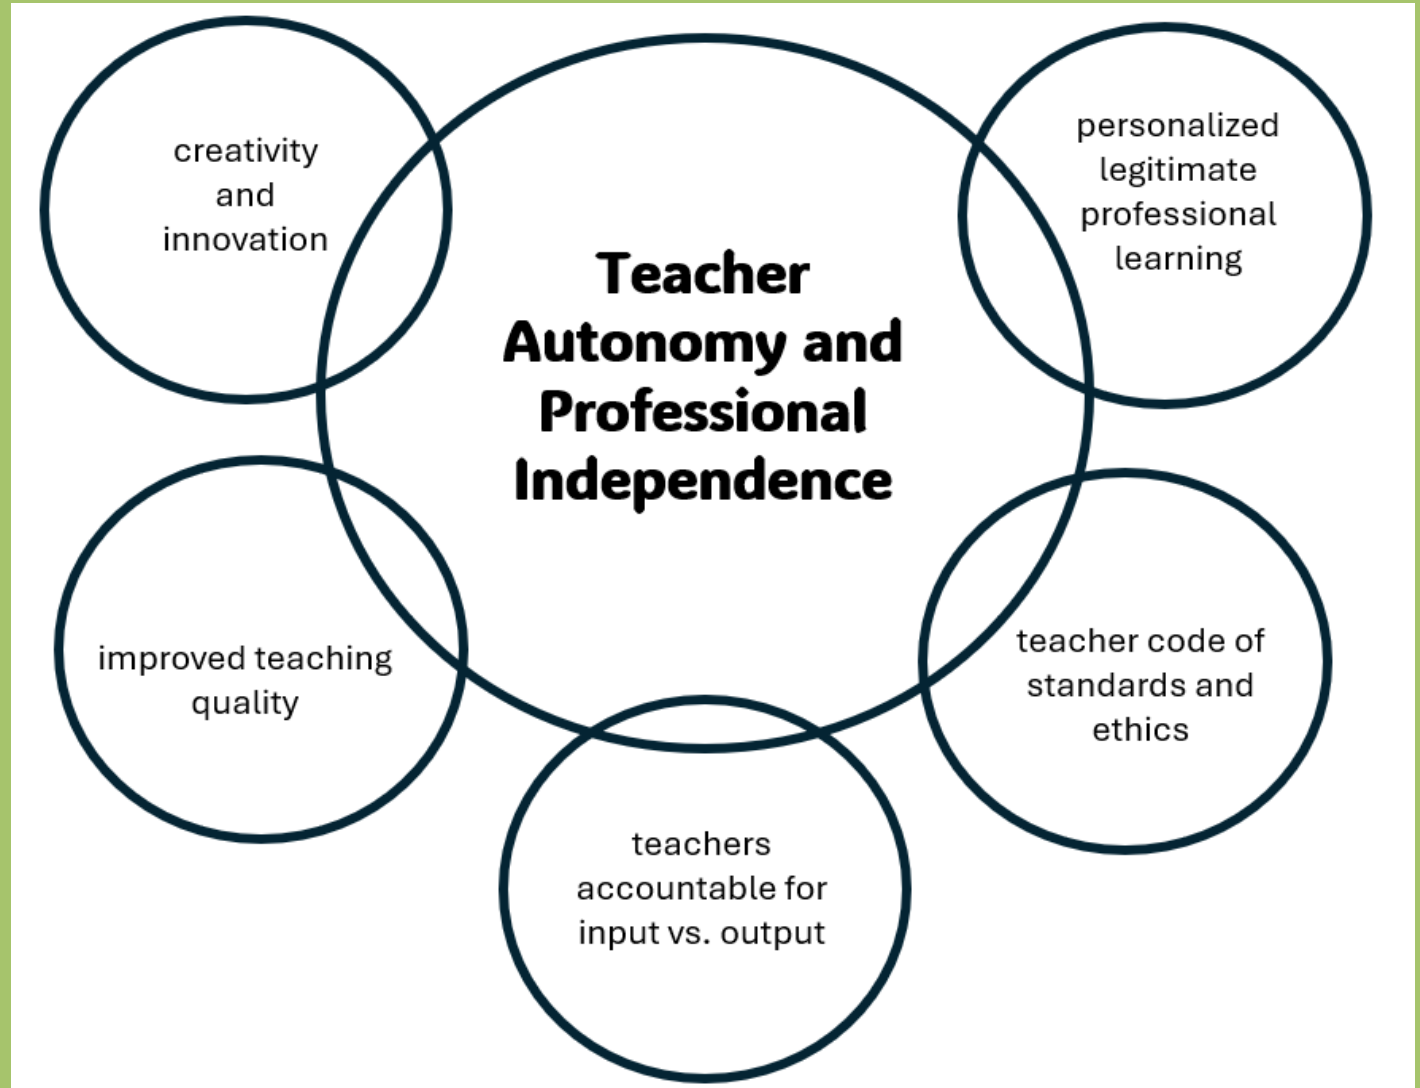 creativity
and
innovation
personalized
legitimate
professional
learning
Teacher
Autonomy and
Professional
Independence
improved teaching
quality
teacher code of
standards and
ethics
teachers
accountable for
input vs. output